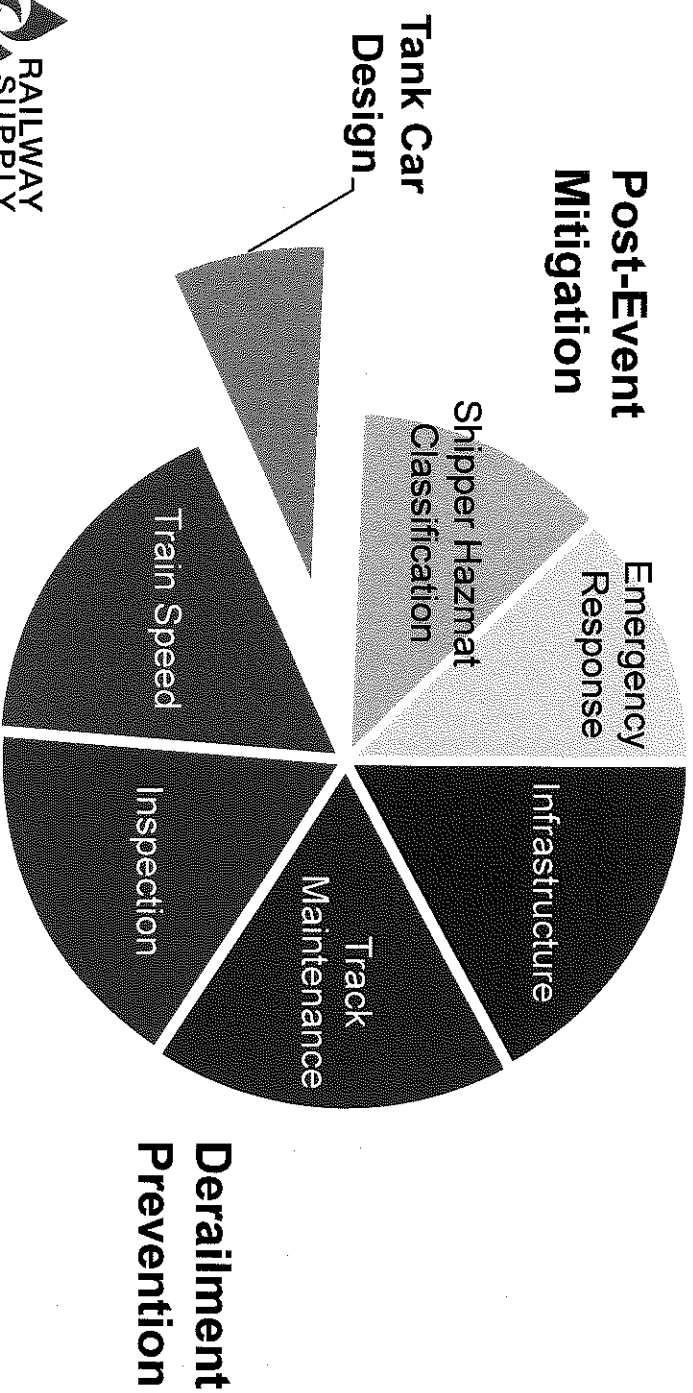 Post-Event
Mitigation
Tank Car
Design
Shipper Hazmat
Classification
Emergency
Response
Infrastructure
Track
Maintenance
Inspection
Train Speed
Derailment
Prevention
RAILWAY
SUPPLY